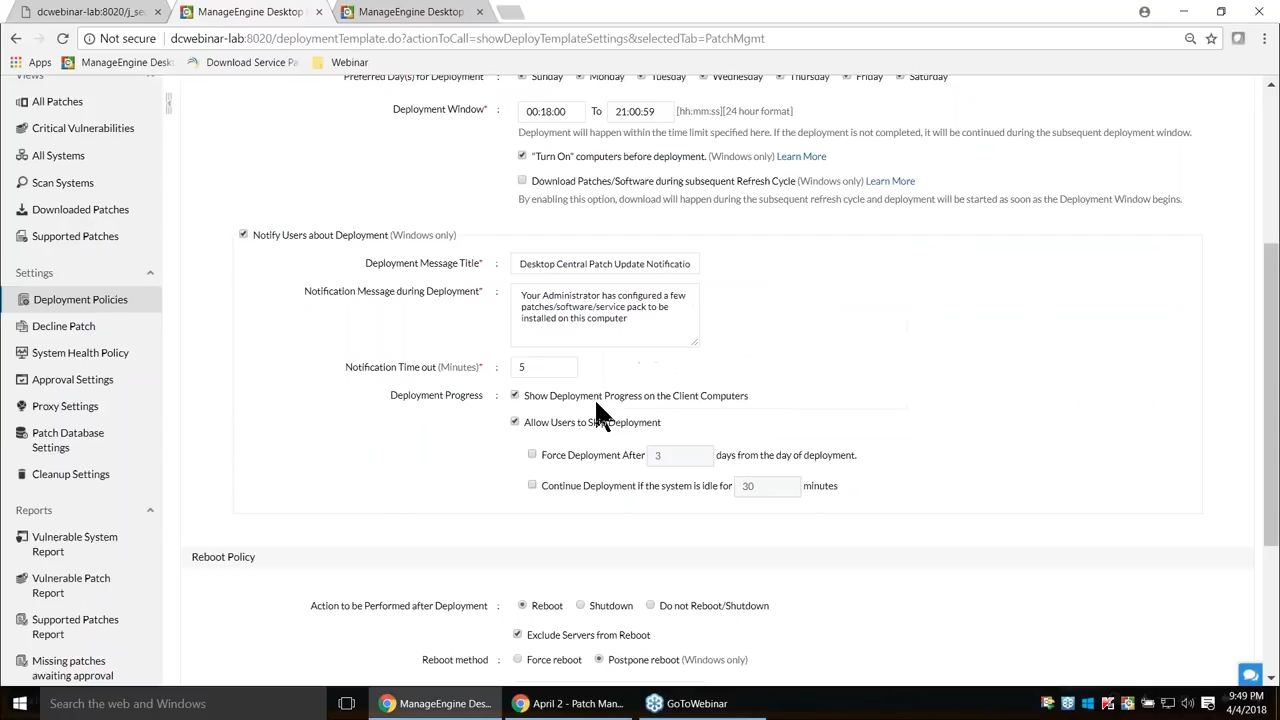 dcwebinar-lab:8020/j_se
ManageEngine Desktop
ManageEngine Desktop
Not secure dcwebinar-lab:8020/deploymentTemplate.do?actionToCall=showDeployTemplateSettings&selectedTab=PatchMgmt
Apps ManageEngine Desk Download Service Pa Webinar
Views
All Patches
Critical Vulnerabilities
All Systems
Scan Systems
Downloaded Patches
Supported Patches
Settings
Deployment Policies
Decline Patch
System Health Policy
Approval Settings
Proxy Settings
Patch Database
Settings
Cleanup Settings
Reports
Vulnerable System
Report
Vulnerable Patch
Report
Supported Patches
Report
Missing patches
awaiting approval
Preferred Day(s) for Deployment : Sunday Monday Tuesday Wednesday Thursday Friday Saturday
Deployment Window* : 00:18:00 To 21:00:59 [hh:mm:ss][24 hour format]
Deployment will happen within the time limit specified here. If the deployment is not completed, it will be continued during the subsequent deployment window.
"Turn On" computers before deployment. (Windows only) Learn More
Download Patches/Software during subsequent Refresh Cycle (Windows only) Learn More
By enabling this option, download will happen during the subsequent refresh cycle and deployment will be started as soon as the Deployment Window begins.
Notify Users about Deployment (Windows only)
Deployment Message Title* : Desktop Central Patch Update Notificatio
Notification Message during Deployment* : Your Administrator has configured a few
patches/software/service pack to be
installed on this computer
Notification Time out (Minutes)* : 5
Deployment Progress : Show Deployment Progress on the Client Computers
Allow Users to Skip Deployment
Force Deployment After 3 days from the day of deployment.
Continue Deployment if the system is idle for 30 minutes
Reboot Policy
Action to be Performed after Deployment : Reboot Shutdown Do not Reboot/Shutdown
Exclude Servers from Reboot
Reboot method : Force reboot Postpone reboot (Windows only)
Search the web and Windows
ManageEngine Des...
April 2 - Patch Man...
GoToWebinar
9:49 PM
4/4/2018